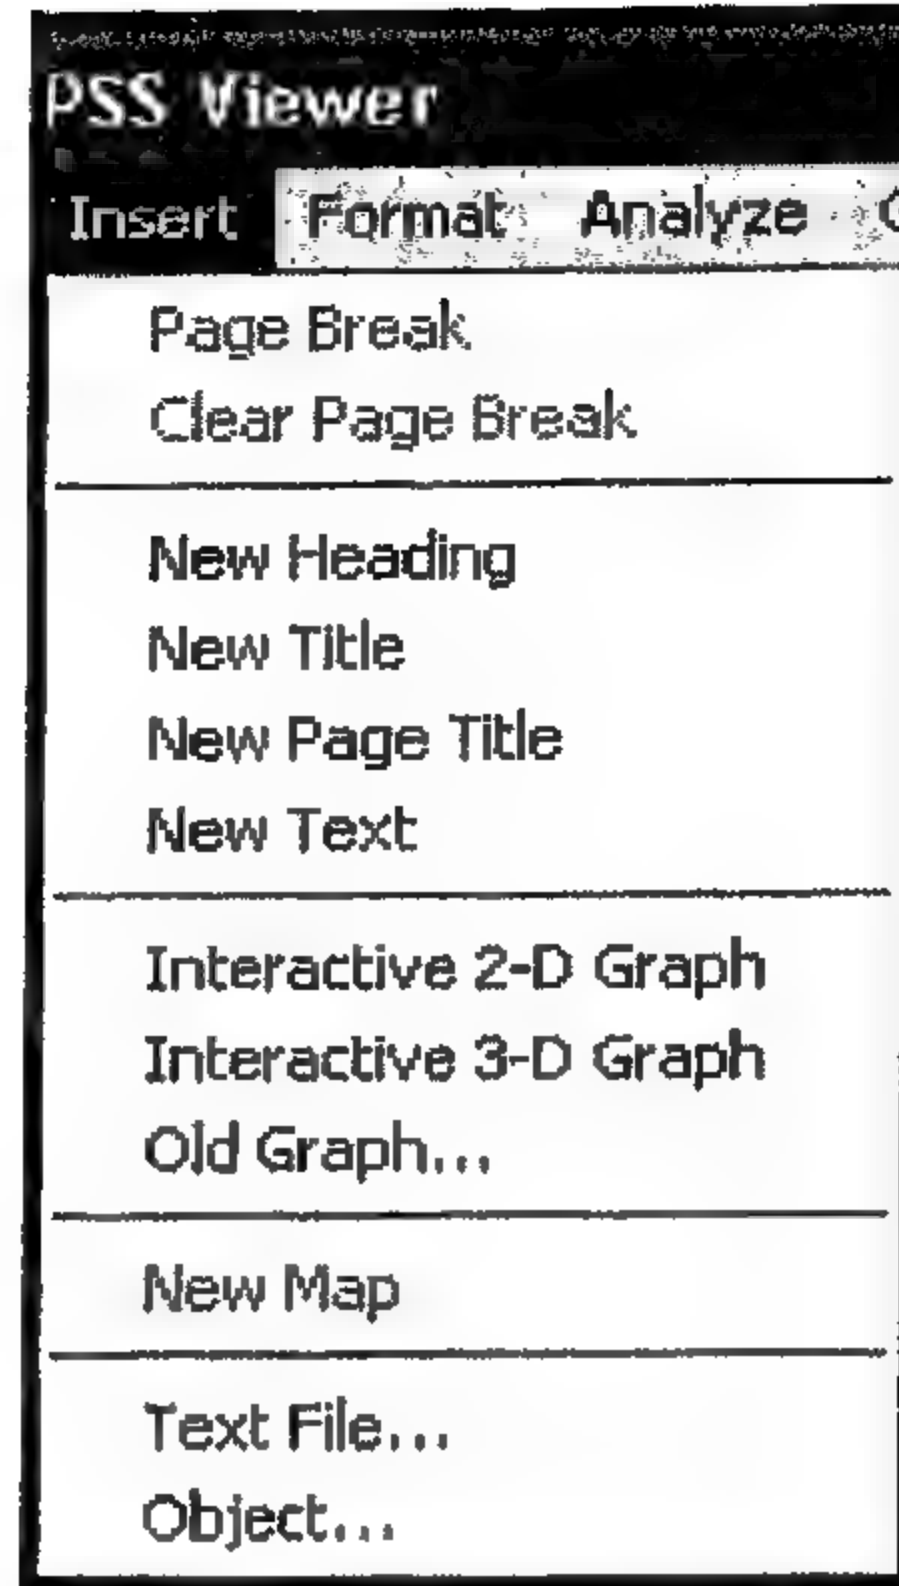 PSS Viewer
Insert Format Analyze
Page Break
Clear Page Break
New Heading
New Title
New Page Title
New Text
Interactive 2-D Graph
Interactive 3-D Graph
Old Graph...
New Map
Text File...
Object...